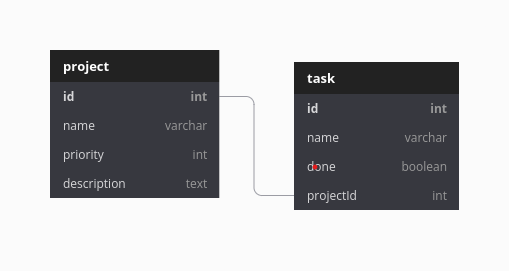 project
id int
name varchar
priority int
description text
task
id int
name varchar
done boolean
projectId int